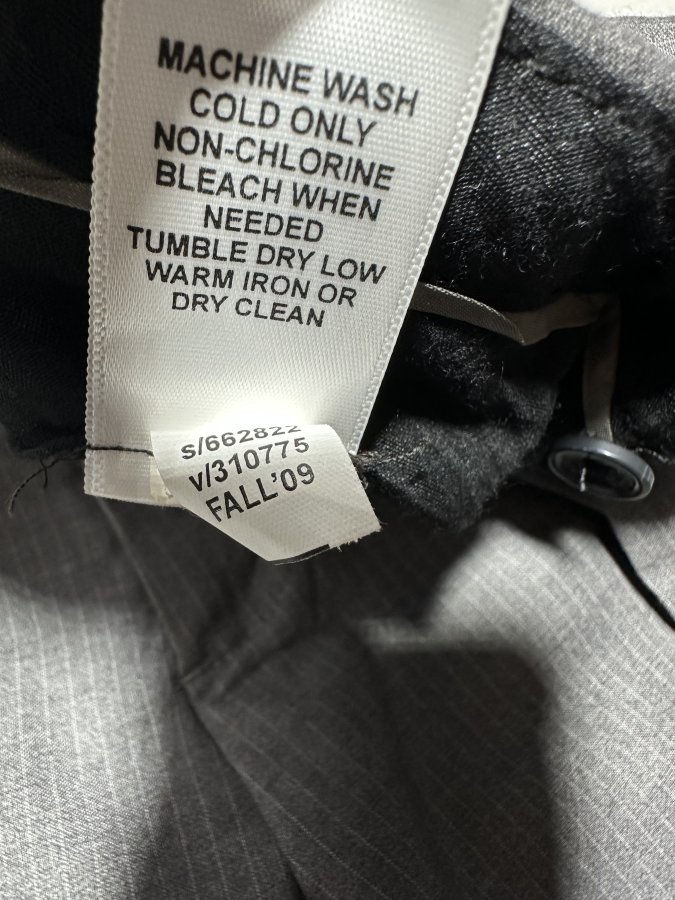 MACHINE WASH
COLD ONLY
NON-CHLORINE
BLEACH WHEN
NEEDED
TUMBLE DRY LOW
WARM IRON OR
DRY CLEAN
s/662822
v/310775
FALL'09